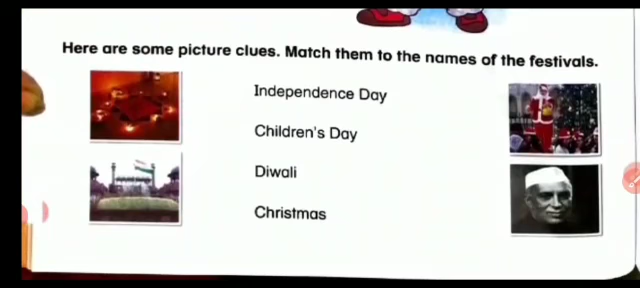 Here are some picture clues. Match them to the names of the festivals.
Independence Day
Children's Day
Diwali
Christmas